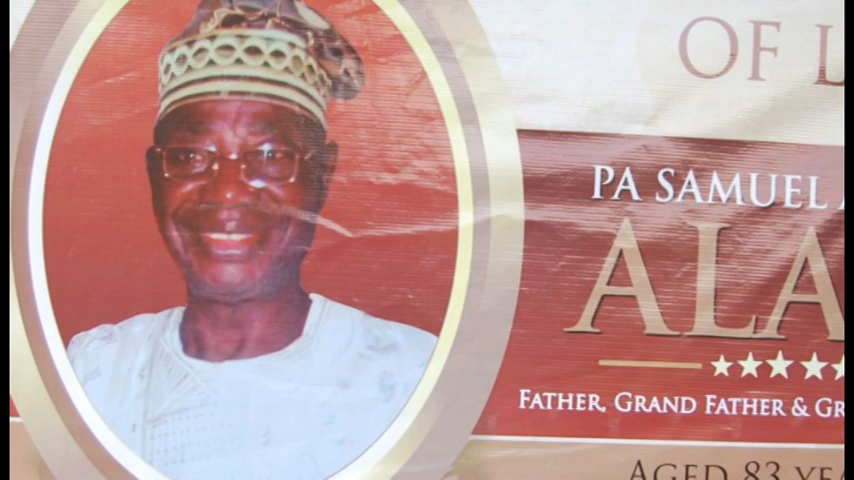 OF L
PA SAMUEL A
ALA
FATHER, GRAND FATHER & GR
AGED 83 YEA